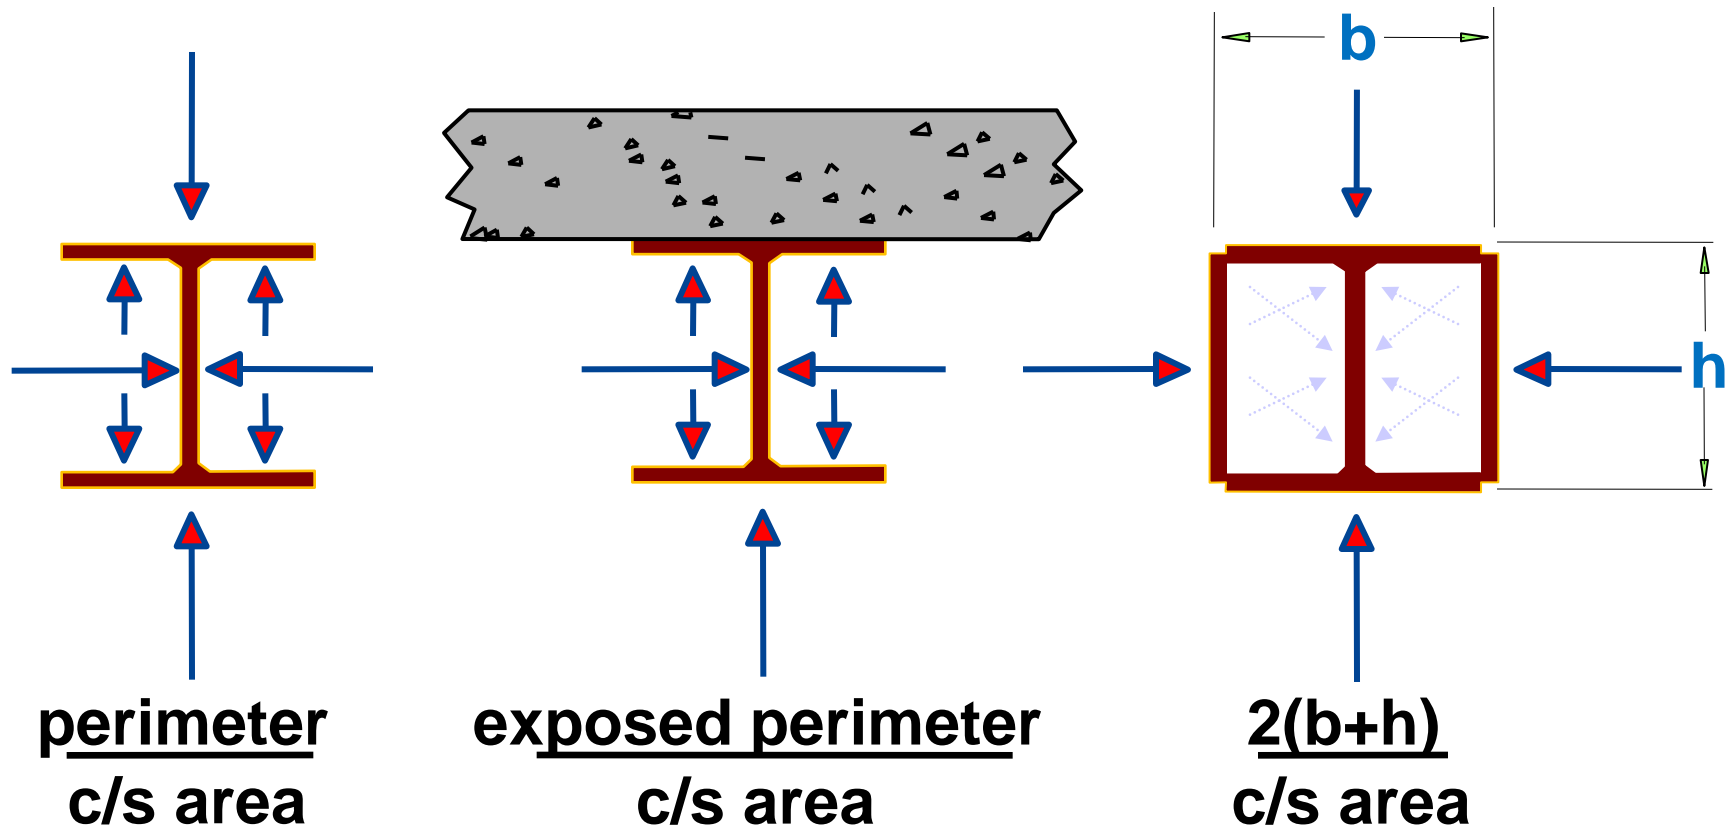 b
h
perimeter
c/s area
exposed perimeter
c/s area
2(b+h)
c/s area